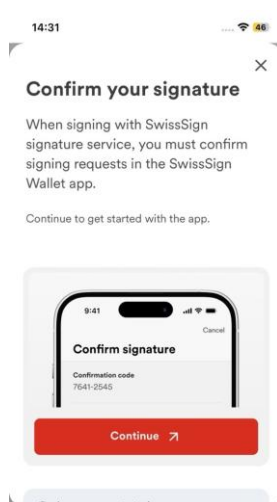 14:31
46
Confirm your signature
When signing with SwissSign
signature service, you must confirm
signing requests in the SwissSign
Wallet app.
Continue to get started with the app.
9:41
Cancel
Confirm signature
Confirmation code
7641-2545
Continue